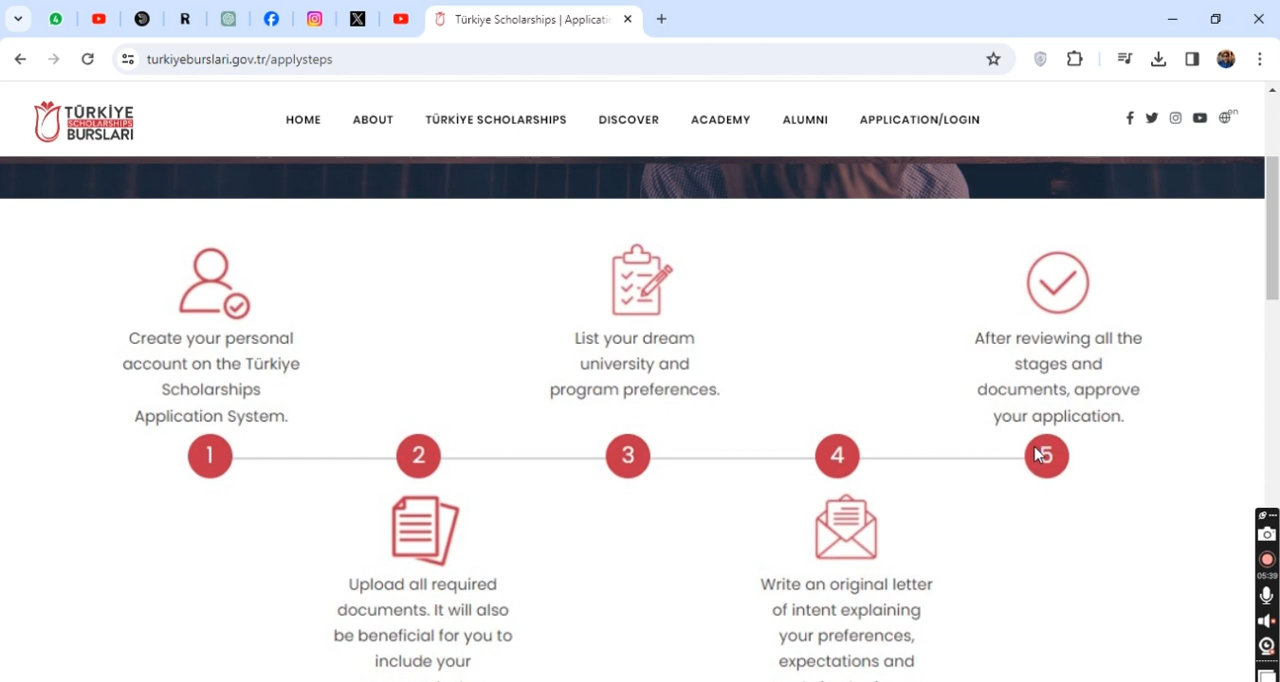 4
R
X
Türkiye Scholarships | Applicatic
turkiyeburslari.gov.tr/applysteps
TÜRKİYE
SCHOLARSHIPS
BURSLARI
HOME
ABOUT
TÜRKİYE SCHOLARSHIPS
DISCOVER
ACADEMY
ALUMNI
APPLICATION/LOGIN
en
Create your personal
account on the Türkiye
Scholarships
Application System.
List your dream
university and
program preferences.
After reviewing all the
stages and
documents, approve
your application.
1
2
3
4
5
Upload all required
documents. It will also
be beneficial for you to
include your
Write an original letter
of intent explaining
your preferences,
expectations and
05:39